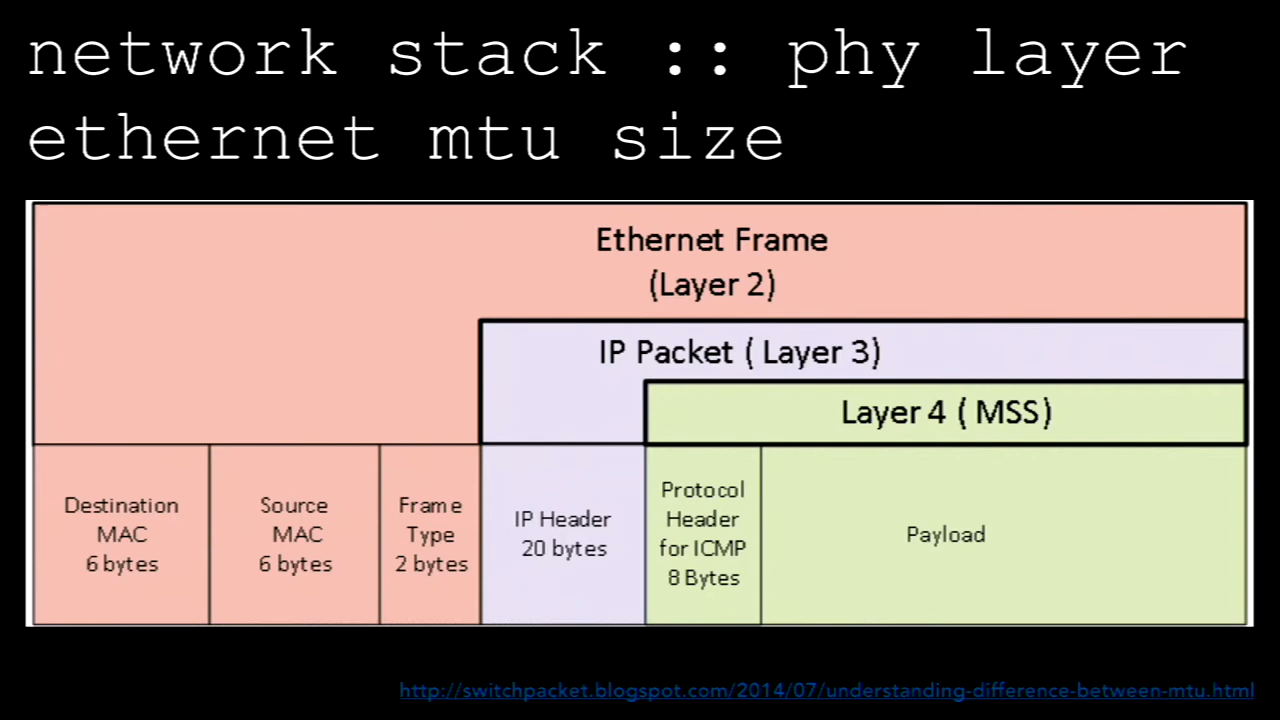 network stack :: phy layer
ethernet mtu size
Ethernet Frame
(Layer 2)
IP Packet ( Layer 3)
Layer 4 ( MSS)
Destination
MAC
6 bytes
Source
MAC
6 bytes
Frame
Type
2 bytes
IP Header
20 bytes
Protocol
Header
for ICMP
8 Bytes
Payload
http://switchpacket.blogspot.com/2014/07/understanding-difference-between-mtu.html